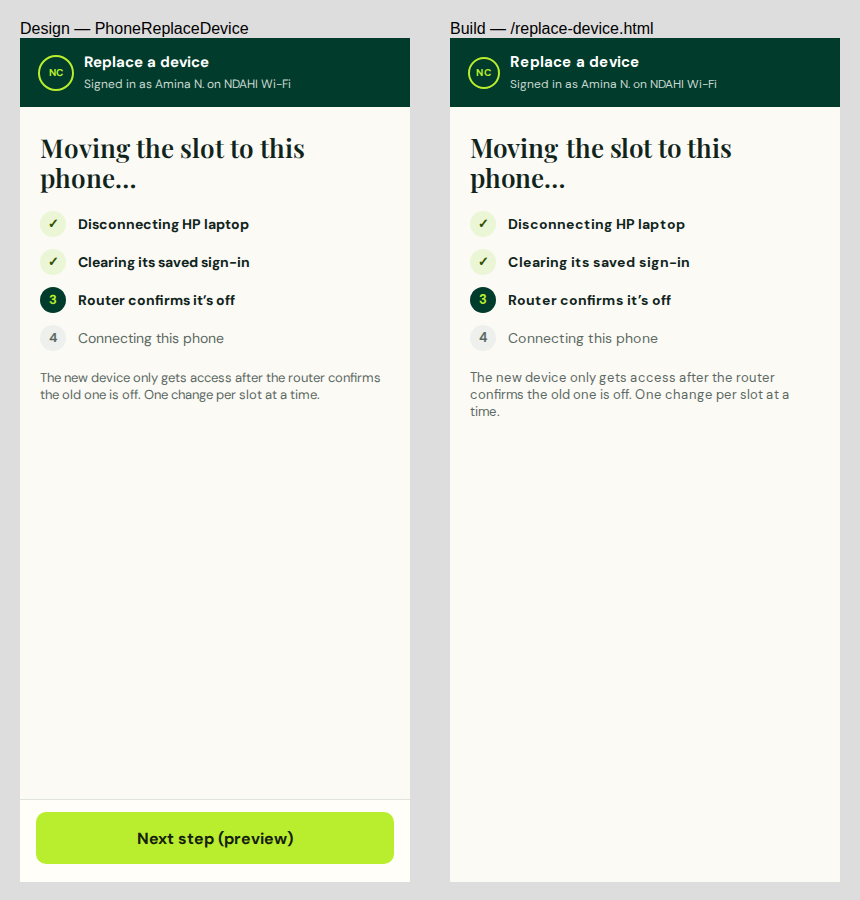 Design — PhoneReplaceDevice
NC
Replace a device
Signed in as Amina N. on NDAHI Wi-Fi
Moving the slot to this
phone…
✓ Disconnecting HP laptop
✓ Clearing its saved sign-in
3 Router confirms it’s off
4 Connecting this phone
The new device only gets access after the router confirms
the old one is off. One change per slot at a time.
Next step (preview)
Build — /replace-device.html
NC
Replace a device
Signed in as Amina N. on NDAHI Wi-Fi
Moving the slot to this
phone…
✓ Disconnecting HP laptop
✓ Clearing its saved sign-in
3 Router confirms it’s off
4 Connecting this phone
The new device only gets access after the router
confirms the old one is off. One change per slot at a
time.